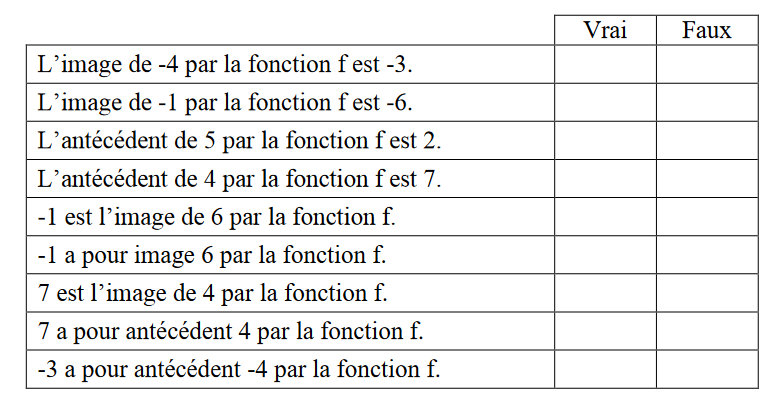 Vrai Faux
L’image de -4 par la fonction f est -3.
L’image de -1 par la fonction f est -6.
L’antécédent de 5 par la fonction f est 2.
L’antécédent de 4 par la fonction f est 7.
-1 est l’image de 6 par la fonction f.
-1 a pour image 6 par la fonction f.
7 est l’image de 4 par la fonction f.
7 a pour antécédent 4 par la fonction f.
-3 a pour antécédent -4 par la fonction f.